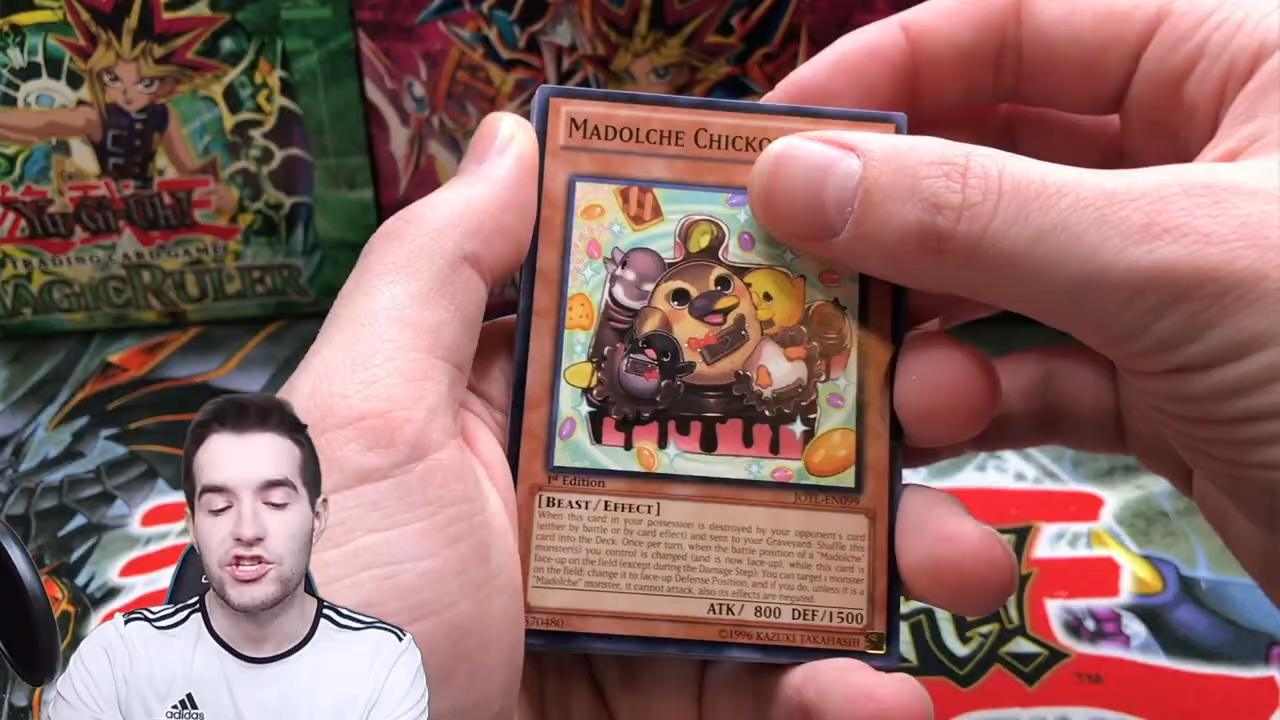 Yu-Gi-Oh!
TRADING CARD GAME
MAGIC RULER
MADOLCHE CHICKO
1st Edition
JOTL-EN099
[BEAST/EFFECT]
When this card in your possession is destroyed by your opponent's card
(either by battle or by card effect) and sent to your Graveyard: Shuffle this
card into the Deck. Once per turn, when the battle position of a "Madolche"
monster(s) you control is changed (and is now face-up), while this card is
face-up on the field (except during the Damage Step): You can target 1 monster
on the field; change it to face-up Defense Position, and if you do, unless it is a
"Madolche" monster, it cannot attack, also its effects are negated.
ATK/ 800 DEF/1500
570480
©1996 KAZUKI TAKAHASHI
TM
adidas